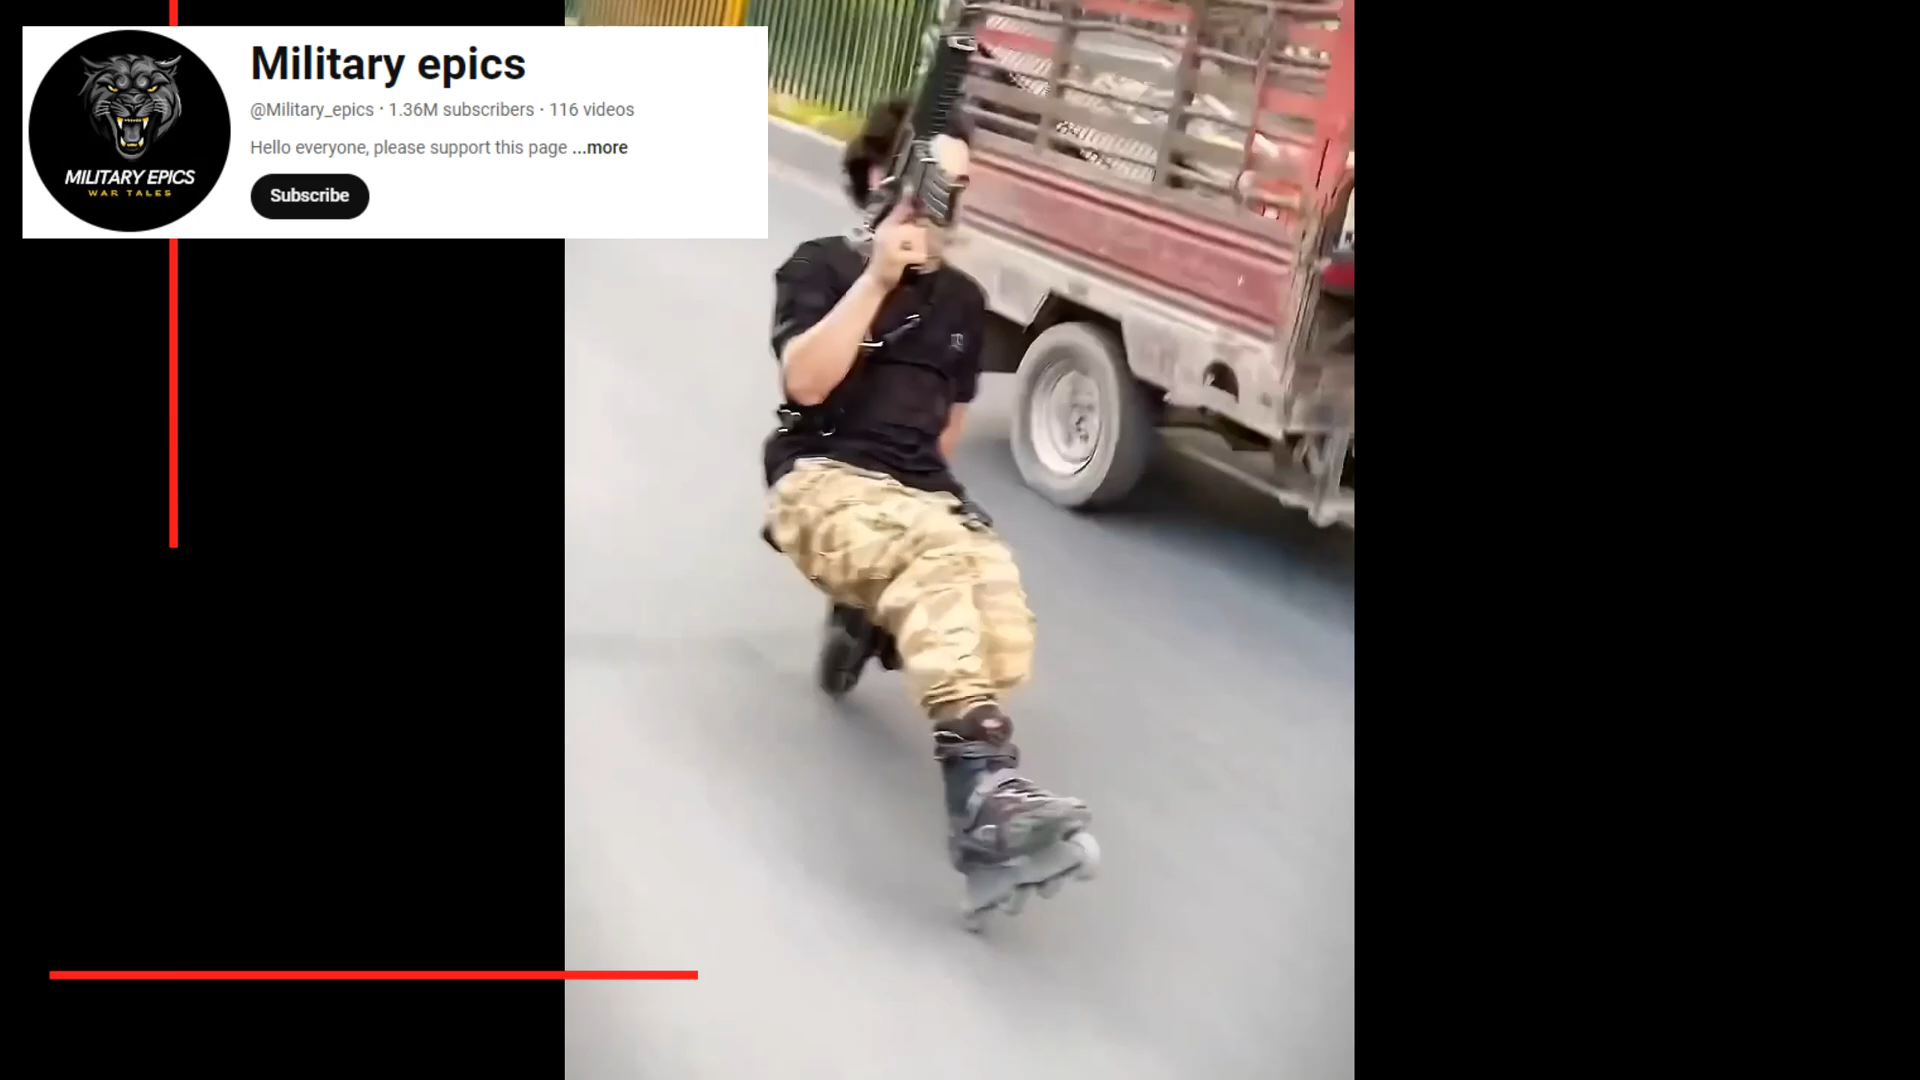 Military epics
@Military_epics · 1.36M subscribers · 116 videos
Hello everyone, please support this page ...more
Subscribe
MILITARY EPICS
WAR TALES